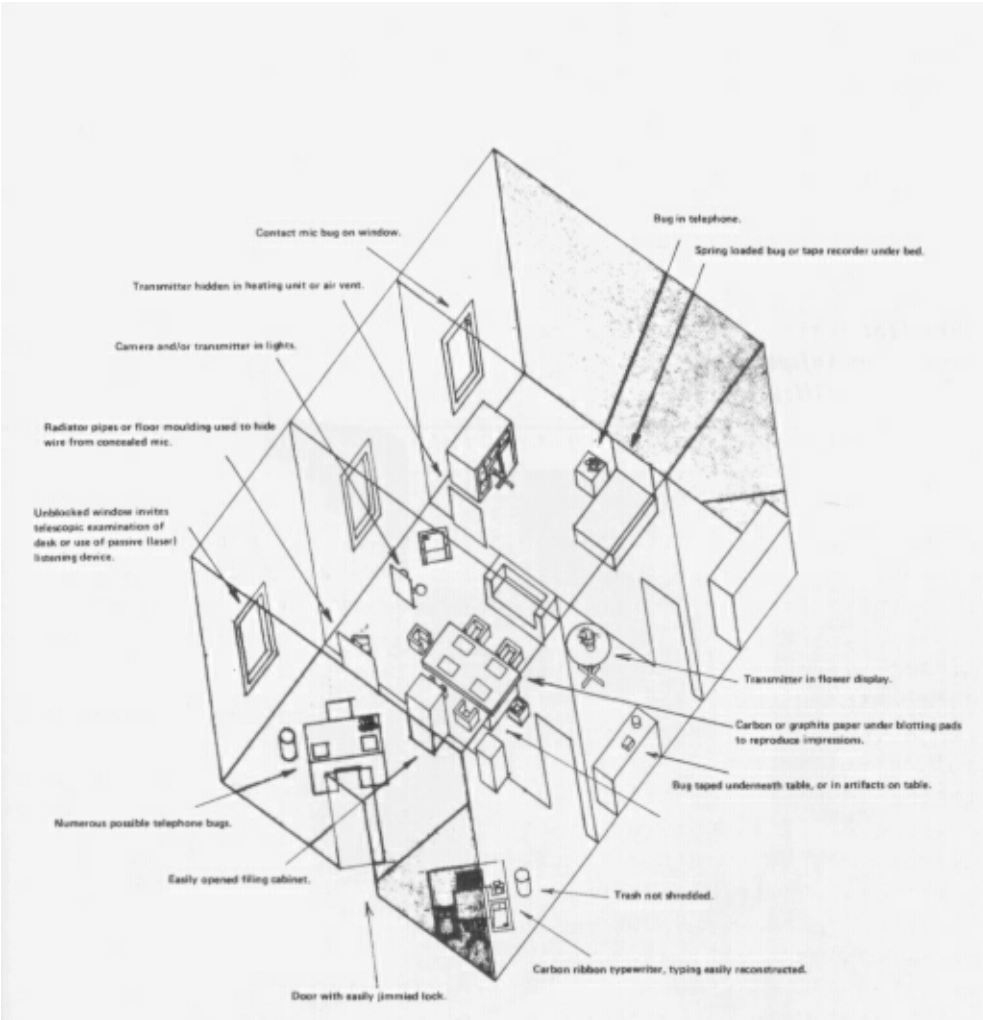 Bug in telephone.
Contact mic bug on window.
Spring loaded bug or tape recorder under bed.
Transmitter hidden in heating unit or air vent.
Camera and/or transmitter in lights.
Radiator pipes or floor moulding used to hide
wire from concealed mic.
Unblocked window invites
telescopic examination of
desk or use of passive (laser)
listening device.
Transmitter in flower display.
Carbon or graphite paper under blotting pads
to reproduce impressions.
Bug taped underneath table, or in artifacts on table.
Numerous possible telephone bugs.
Easily opened filing cabinet.
Trash not shredded.
Carbon ribbon typewriter, typing easily reconstructed.
Door with easily jimmied lock.